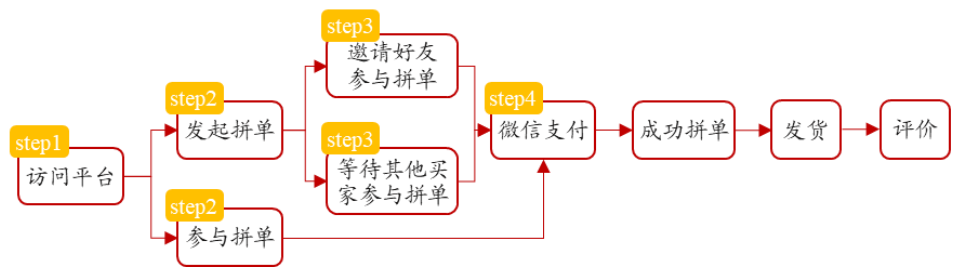 step1
访问平台
step2
发起拼单
step2
参与拼单
step3
邀请好友
参与拼单
step3
等待其他买
家参与拼单
step4
微信支付
成功拼单
发货
评价